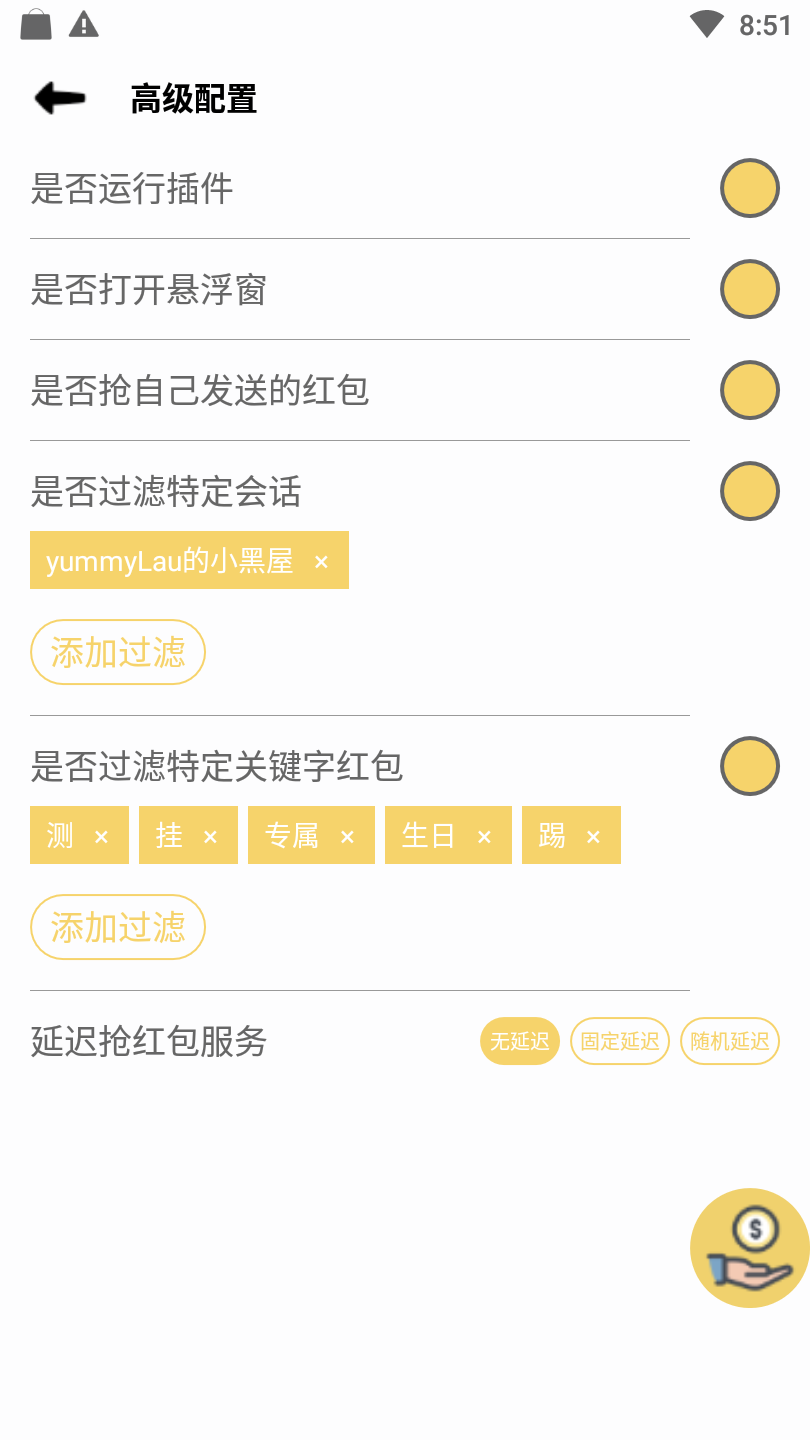 8:51
高级配置
是否运行插件
是否打开悬浮窗
是否抢自己发送的红包
是否过滤特定会话
yummyLau的小黑屋 ×
添加过滤
是否过滤特定关键字红包
测 × 挂 × 专属 × 生日 × 踢 ×
添加过滤
延迟抢红包服务 无延迟 固定延迟 随机延迟
$